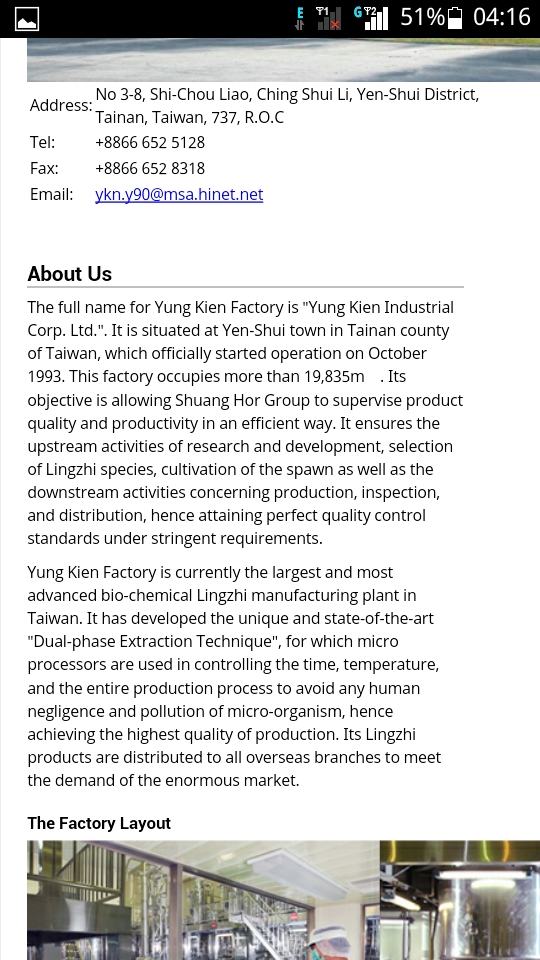 E T1 G T2 51% 04:16
Address: No 3-8, Shi-Chou Liao, Ching Shui Li, Yen-Shui District,
Tainan, Taiwan, 737, R.O.C
Tel: +8866 652 5128
Fax: +8866 652 8318
Email: ykn.y90@msa.hinet.net
About Us
The full name for Yung Kien Factory is "Yung Kien Industrial
Corp. Ltd.". It is situated at Yen-Shui town in Tainan county
of Taiwan, which officially started operation on October
1993. This factory occupies more than 19,835m . Its
objective is allowing Shuang Hor Group to supervise product
quality and productivity in an efficient way. It ensures the
upstream activities of research and development, selection
of Lingzhi species, cultivation of the spawn as well as the
downstream activities concerning production, inspection,
and distribution, hence attaining perfect quality control
standards under stringent requirements.
Yung Kien Factory is currently the largest and most
advanced bio-chemical Lingzhi manufacturing plant in
Taiwan. It has developed the unique and state-of-the-art
"Dual-phase Extraction Technique", for which micro
processors are used in controlling the time, temperature,
and the entire production process to avoid any human
negligence and pollution of micro-organism, hence
achieving the highest quality of production. Its Lingzhi
products are distributed to all overseas branches to meet
the demand of the enormous market.
The Factory Layout